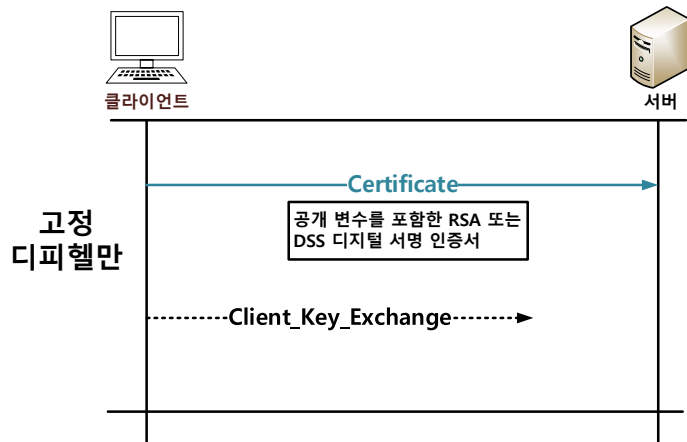 클라이언트
서버
Certificate
공개 변수를 포함한 RSA 또는
DSS 디지털 서명 인증서
고정
디피헬만
Client_Key_Exchange